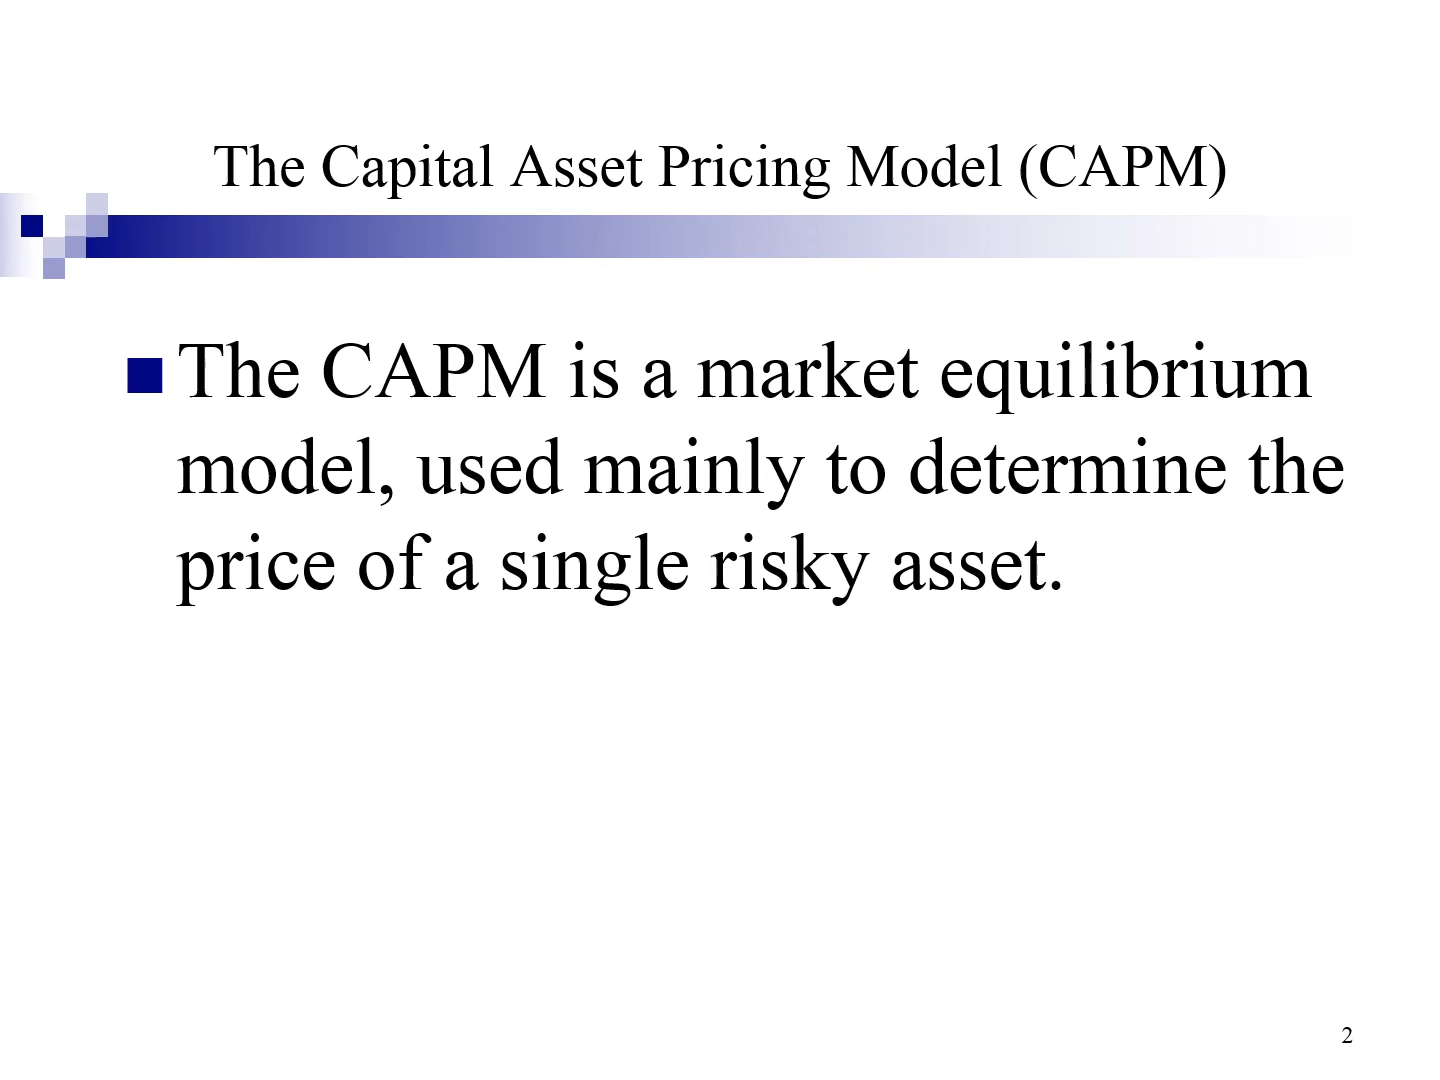 The Capital Asset Pricing Model (CAPM)
The CAPM is a market equilibrium
model, used mainly to determine the
price of a single risky asset.
2